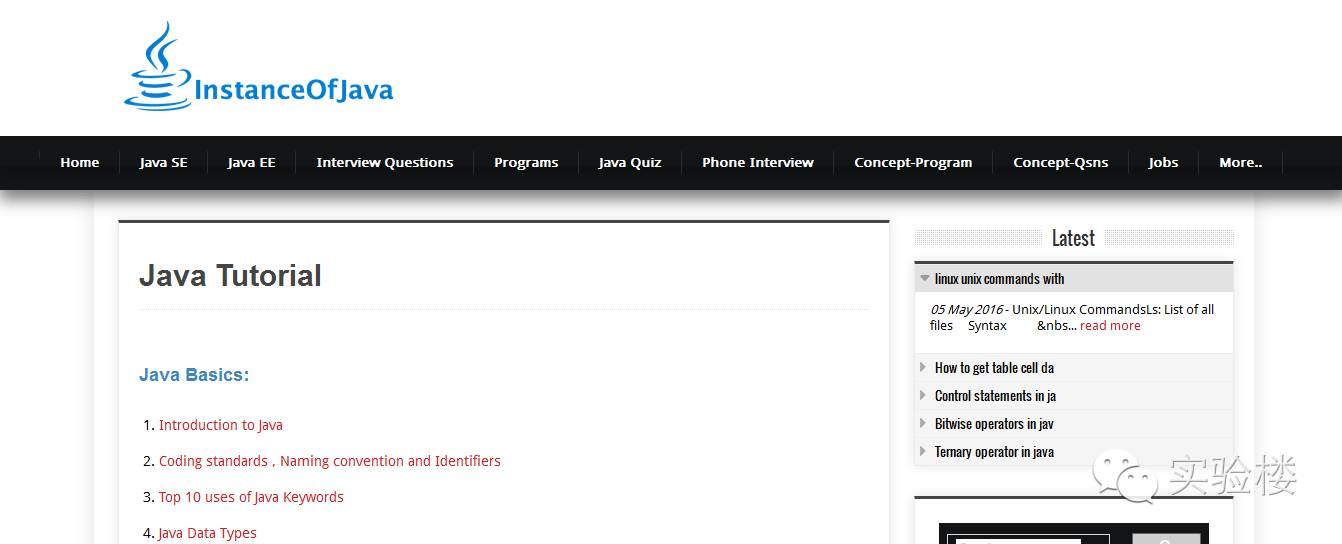 InstanceOfJava
Home Java SE Java EE Interview Questions Programs Java Quiz Phone Interview Concept-Program Concept-Qsns Jobs More..
Java Tutorial
Java Basics:
1. Introduction to Java
2. Coding standards , Naming convention and Identifiers
3. Top 10 uses of Java Keywords
4. Java Data Types
Latest
linux unix commands with
05 May 2016 - Unix/Linux CommandsLs: List of all
files Syntax &nbs... read more
How to get table cell da
Control statements in ja
Bitwise operators in jav
Ternary operator in java
实验楼